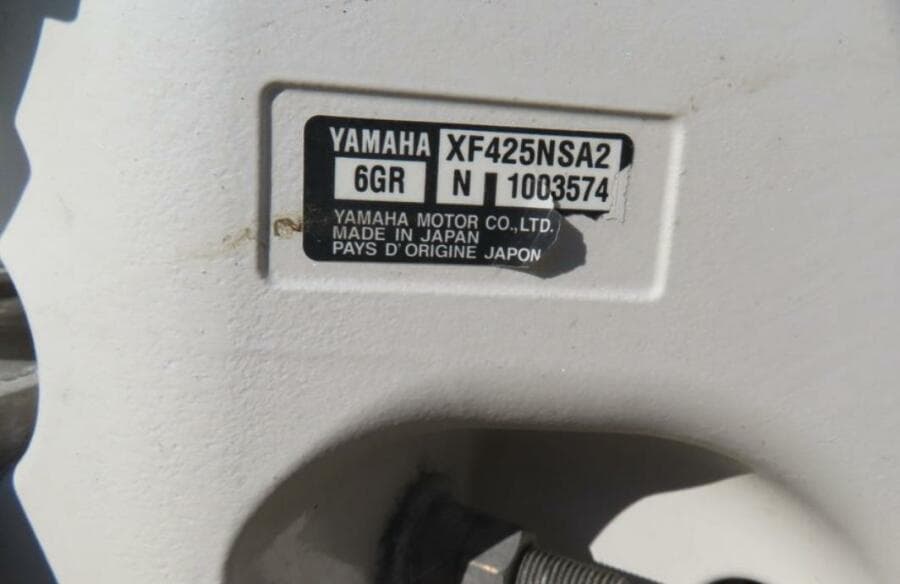 YAMAHA XF425NSA2
6GR N 1003574
YAMAHA MOTOR CO.,LTD.
MADE IN JAPAN
PAYS D'ORIGINE JAPON